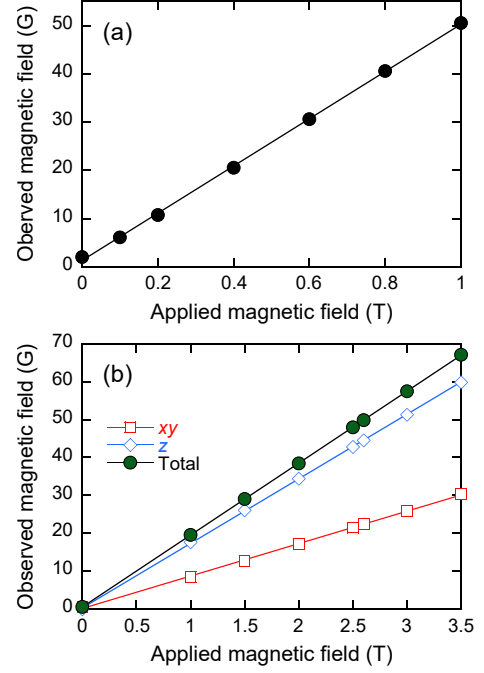 (a)
Oberved magnetic field (G)
50
40
30
20
10
0
0 0.2 0.4 0.6 0.8 1
Applied magnetic field (T)
(b)
Observed magnetic field (G)
70
60
50
40
30
20
10
0
xy
z
Total
0 0.5 1 1.5 2 2.5 3 3.5
Applied magnetic field (T)